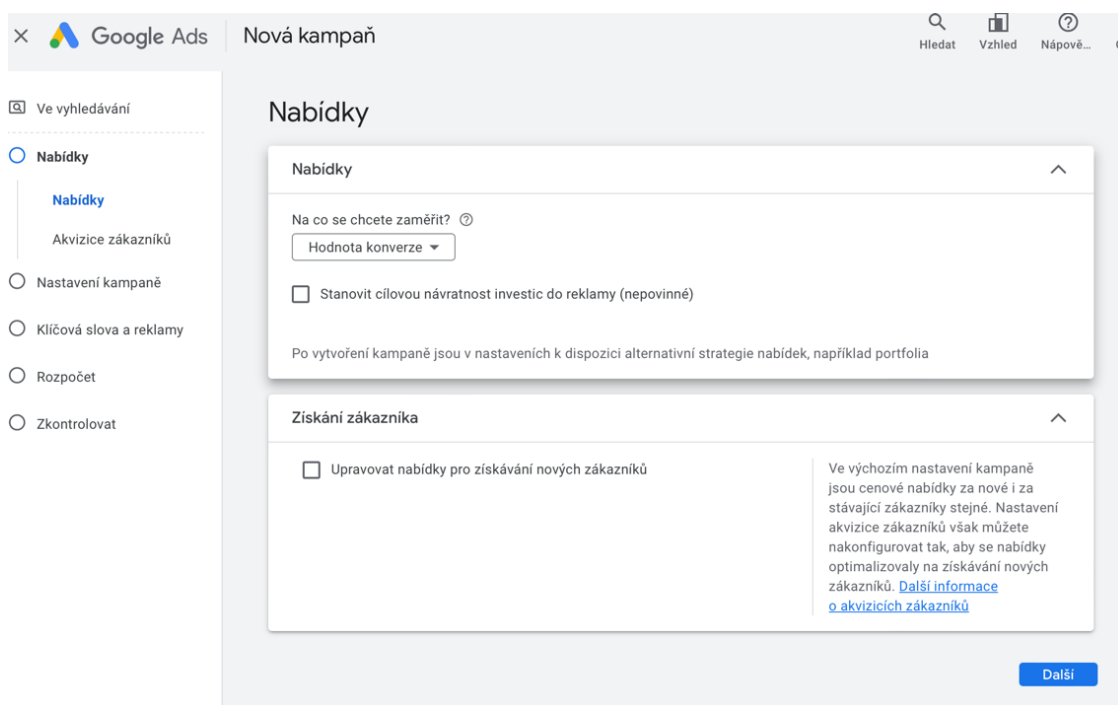 Google Ads
Nová kampaň
Hledat
Vzhled
Nápově...
Ve vyhledávání
Nabídky
Nabídky
Akvizice zákazníků
Nastavení kampaně
Klíčová slova a reklamy
Rozpočet
Zkontrolovat
Nabídky
Nabídky
Na co se chcete zaměřit?
Hodnota konverze
Stanovit cílovou návratnost investic do reklamy (nepovinné)
Po vytvoření kampaně jsou v nastaveních k dispozici alternativní strategie nabídek, například portfolia
Získání zákazníka
Upravovat nabídky pro získávání nových zákazníků
Ve výchozím nastavení kampaně
jsou cenové nabídky za nové i za
stávající zákazníky stejné. Nastavení
akvizice zákazníků však můžete
nakonfigurovat tak, aby se nabídky
optimalizovaly na získávání nových
zákazníků. Další informace
o akvizicích zákazníků
Další